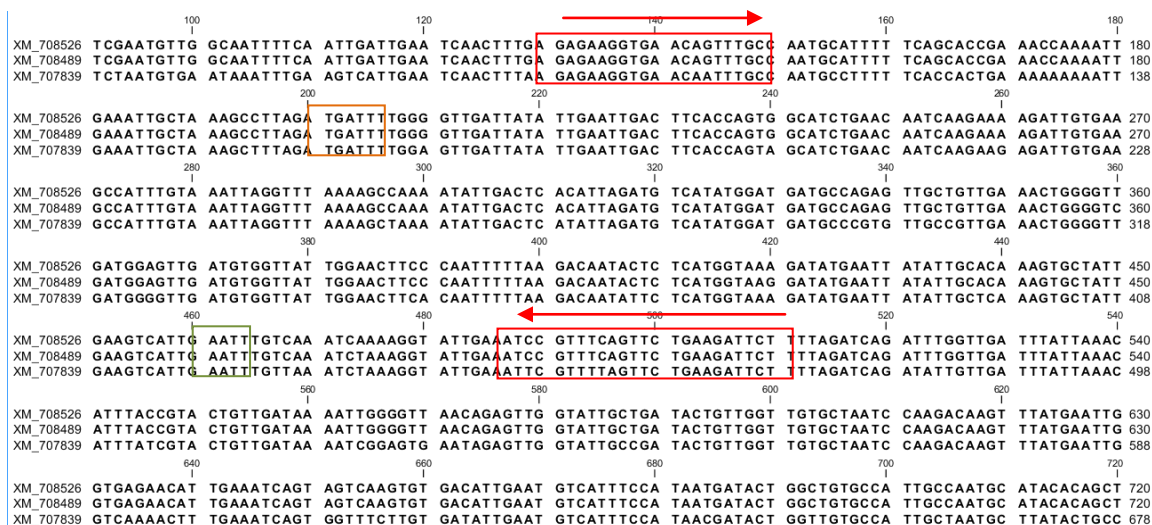 100 120 140 160 180
XM_708526 TCGAATGTTG GCAATTTTCA ATTGATTGAA TCAACTTTGA GAGAAGGTGA ACAGTTTGCC AATGCATTTT TCAGCACCGA AACCAAAATT 180
XM_708489 TCGAATGTTG GCAATTTTCA ATTGATTGAA TCAACTTTGA GAGAAGGTGA ACAGTTTGCC AATGCATTTT TCAGCACCGA AACCAAAATT 180
XM_707839 TCTAATGTGA ATAAATTTGA AGTCATTGAA TCAACTTTAA GAGAAGGTGA ACAATTTGCC AATGCCTTTT TCACCACTGA AAAAAAAATT 138
200 220 240 260
XM_708526 GAAATTGCTA AAGCCTTAGA TGATTTTGGG GTTGATTATA TTGAATTGAC TTCACCAGTG GCATCTGAAC AATCAAGAAA AGATTGTGAA 270
XM_708489 GAAATTGCTA AAGCCTTAGA TGATTTTGGG GTTGATTATA TTGAATTGAC TTCACCAGTG GCATCTGAAC AATCAAGAAA AGATTGTGAA 270
XM_707839 GAAATTGCTA AAGCTTTAGA TGATTTTGGA GTTGATTATA TTGAATTGAC TTCACCAGTA GCATCTGAAC AATCAAGAAG AGATTGTGAA 228
280 300 320 340 360
XM_708526 GCCATTTGTA AATTAGGTTT AAAAGCCAAA ATATTGACTC ACATTAGATG TCATATGGAT GATGCCAGAG TTGCTGTTGA AACTGGGGTT 360
XM_708489 GCCATTTGTA AATTAGGTTT AAAAGCCAAA ATATTGACTC ACATTAGATG TCATATGGAT GATGCCAGAG TTGCTGTTGA AACTGGGGTC 360
XM_707839 GCCATTTGTA AATTAGGTTT AAAAGCTAAA ATATTGACTC ATATTAGATG TCATATGGAT GATGCCCGTG TTGCCGTTGA AACTGGGGTT 318
380 400 420 440
XM_708526 GATGGAGTTG ATGTGGTTAT TGGAACTTCC CAATTTTTAA GACAATACTC TCATGGTAAA GATATGAATT ATATTGCACA AAGTGCTATT 450
XM_708489 GATGGAGTTG ATGTGGTTAT TGGAACTTCC CAATTTTTAA GACAATACTC TCATGGTAAG GATATGAATT ATATTGCACA AAGTGCTATT 450
XM_707839 GATGGGGTTG ATGTGGTTAT TGGAACTTCA CAATTTTTAA GACAATATTC TCATGGTAAA GATATGAATT ATATTGCTCA AAGTGCTATT 408
460 480 500 520 540
XM_708526 GAAGTCATTG AATTTGTCAA ATCAAAAGGT ATTGAAATCC GTTTCAGTTC TGAAGATTCT TTTAGATCAG ATTTGGTTGA TTTATTAAAC 540
XM_708489 GAAGTCATTG AATTTGTCAA ATCTAAAGGT ATTGAAATCC GTTTCAGTTC TGAAGATTCT TTTAGATCAG ATTTGGTTGA TTTATTAAAC 540
XM_707839 GAAGTCATTG AATTTGTTAA ATCTAAAGGT ATTGAAATTC GTTTTAGTTC TGAAGATTCT TTTAGATCAG ATATTGTTGA TTTATTAAAC 498
560 580 600 620
XM_708526 ATTTACCGTA CTGTTGATAA AATTGGGGTT AACAGAGTTG GTATTGCTGA TACTGTTGGT TGTGCTAATC CAAGACAAGT TTATGAATTG 630
XM_708489 ATTTACCGTA CTGTTGATAA AATTGGGGTT AACAGAGTTG GTATTGCTGA TACTGTTGGT TGTGCTAATC CAAGACAAGT TTATGAATTG 630
XM_707839 ATTTATCGTA CTGTTGATAA AATCGGAGTG AATAGAGTTG GTATTGCCGA TACTGTTGGT TGTGCTAATC CAAGACAAGT TTATGAATTG 588
640 660 680 700 720
XM_708526 GTGAGAACAT TGAAATCAGT AGTCAAGTGT GACATTGAAT GTCATTTCCA TAATGATACT GGCTGTGCCA TTGCCAATGC ATACACAGCT 720
XM_708489 GTGAGAACAT TGAAATCAGT AGTCAAGTGT GACATTGAAT GTCATTTCCA TAATGATACT GGCTGTGCCA TTGCCAATGC ATACACAGCT 720
XM_707839 GTCAAAACTT TGAAATCAGT GGTTTCTTGT GATATTGAAT GTCATTTCCA TAACGATACT GGTTGTGCCA TTGCTAATGC TTATACTGCC 678